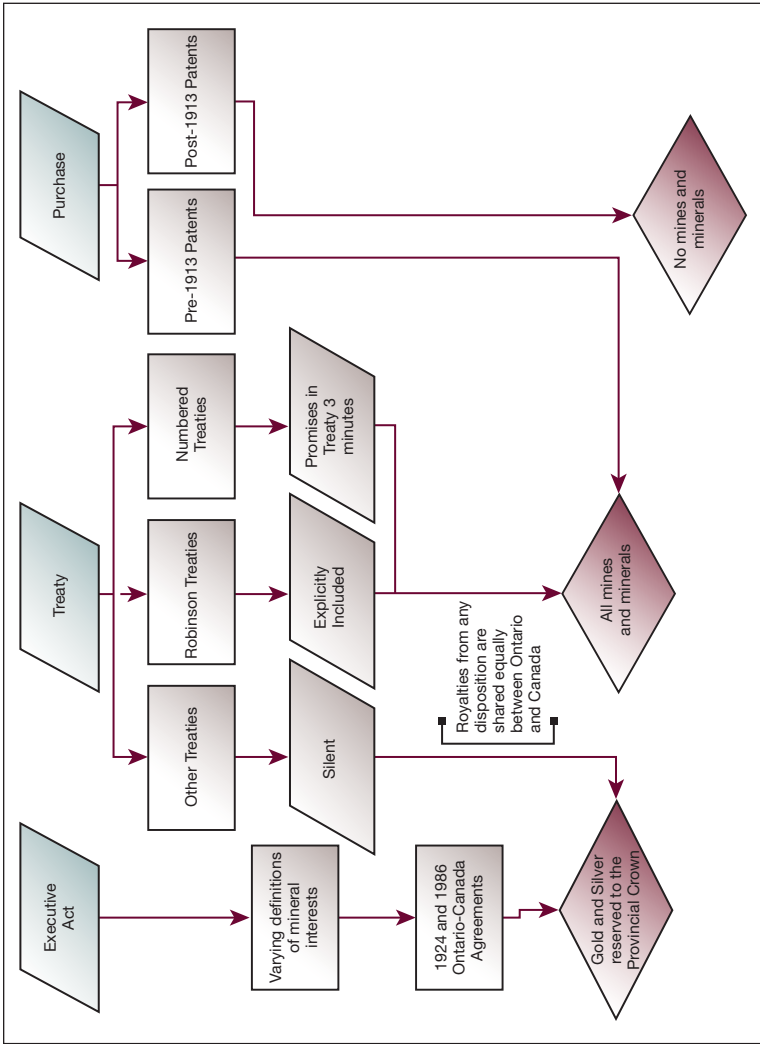 Executive
Act
Treaty
Purchase
Other Treaties
Robinson Treaties
Numbered
Treaties
Pre-1913 Patents
Post-1913 Patents
Varying definitions
of mineral
interests
Silent
Explicitly
Included
Promises in
Treaty 3
minutes
1924 and 1986
Ontario-Canada
Agreements
Royalties from any
disposition are
shared equally
between Ontario
and Canada
Gold and Silver
reserved to the
Provincial Crown
All mines
and minerals
No mines and
minerals